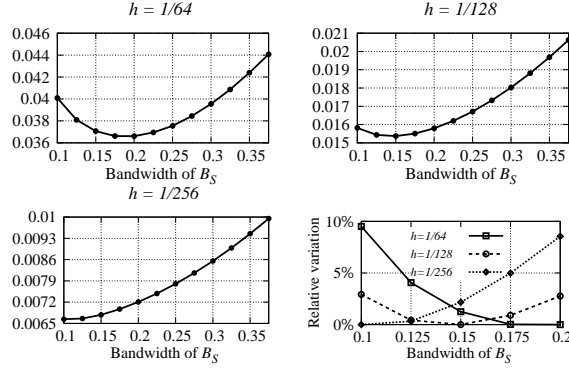 h = 1/64
0.046
0.044
0.042
0.04
0.038
0.036
0.1 0.15 0.2 0.25 0.3 0.35
Bandwidth of B_S
h = 1/128
0.021
0.02
0.019
0.018
0.017
0.016
0.015
0.1 0.15 0.2 0.25 0.3 0.35
Bandwidth of B_S
h = 1/256
0.01
0.0093
0.0086
0.0079
0.0072
0.0065
0.1 0.15 0.2 0.25 0.3 0.35
Bandwidth of B_S
Relative variation
10%
5%
0%
h=1/64
h=1/128
h=1/256
0.1 0.125 0.15 0.175 0.2
Bandwidth of B_S